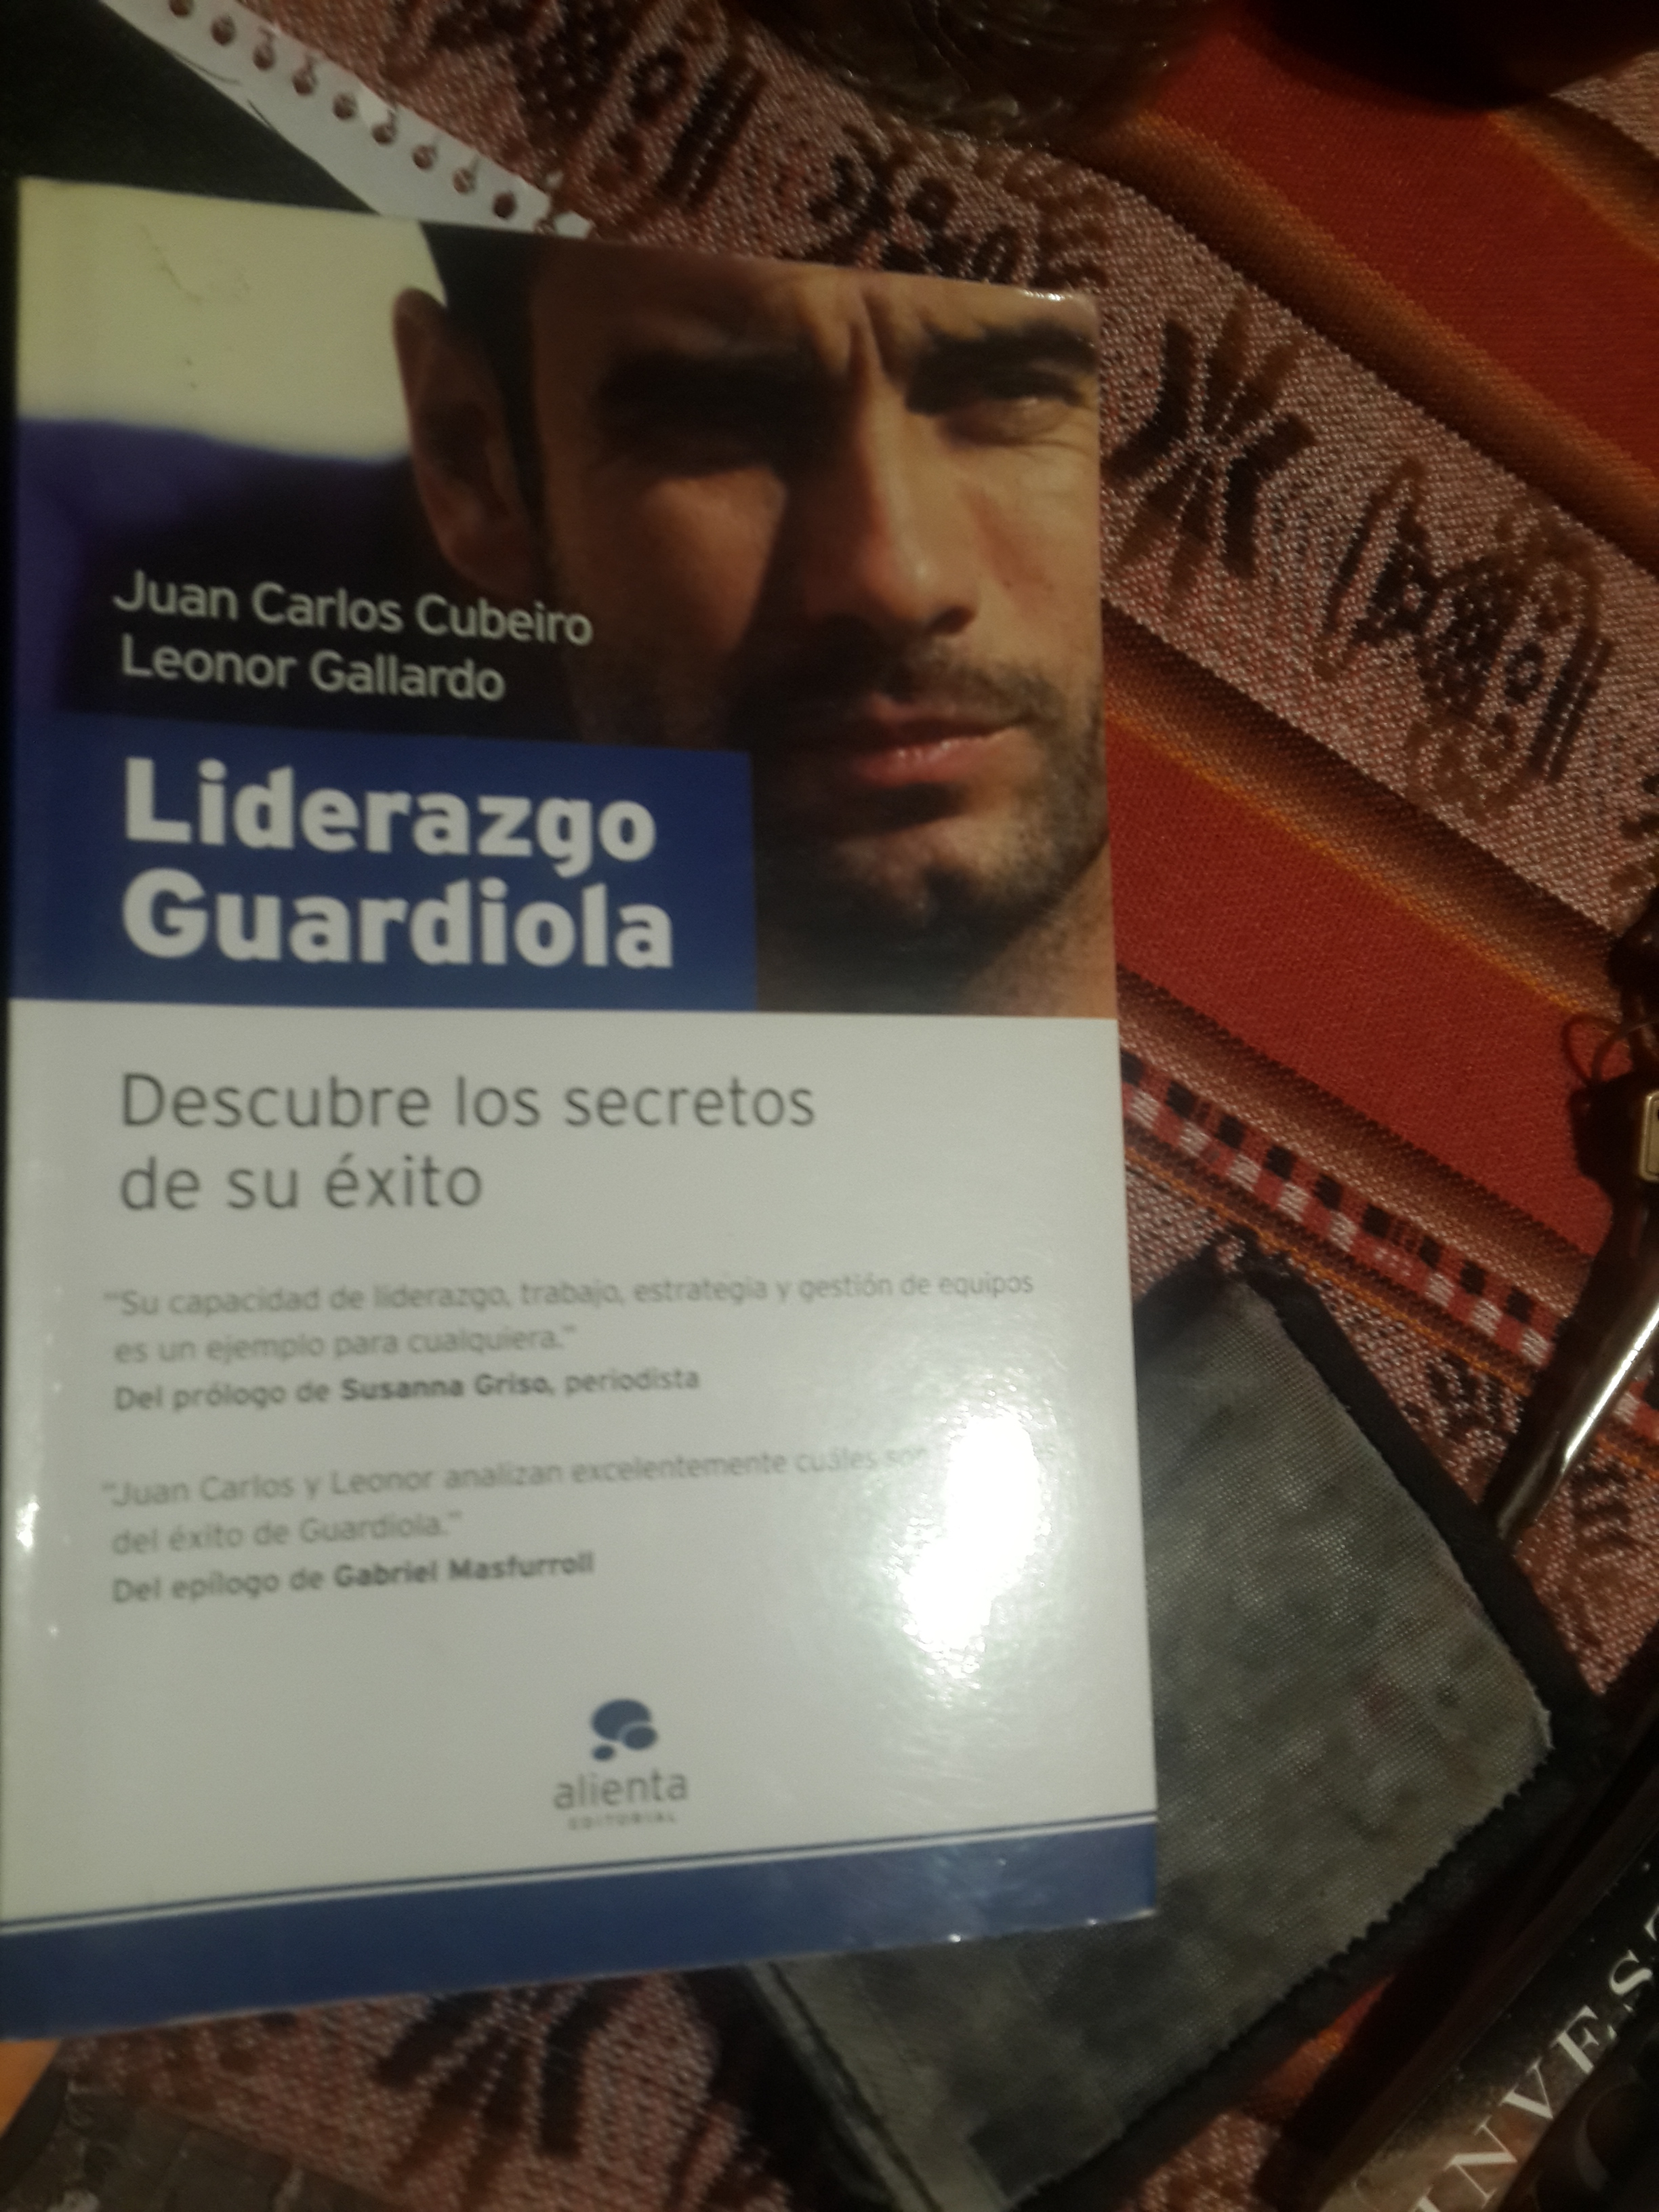 Juan Carlos Cubeiro
Leonor Gallardo
Liderazgo
Guardiola
Descubre los secretos
de su éxito
"Su capacidad de liderazgo, trabajo, estrategia y gestión de equipos
es un ejemplo para cualquiera."
Del prólogo de Susanna Griso, periodista
"Juan Carlos y Leonor analizan excelentemente cuáles son
del éxito de Guardiola."
Del epílogo de Gabriel Masfurroll
alienta
EDITORIAL
INVEST